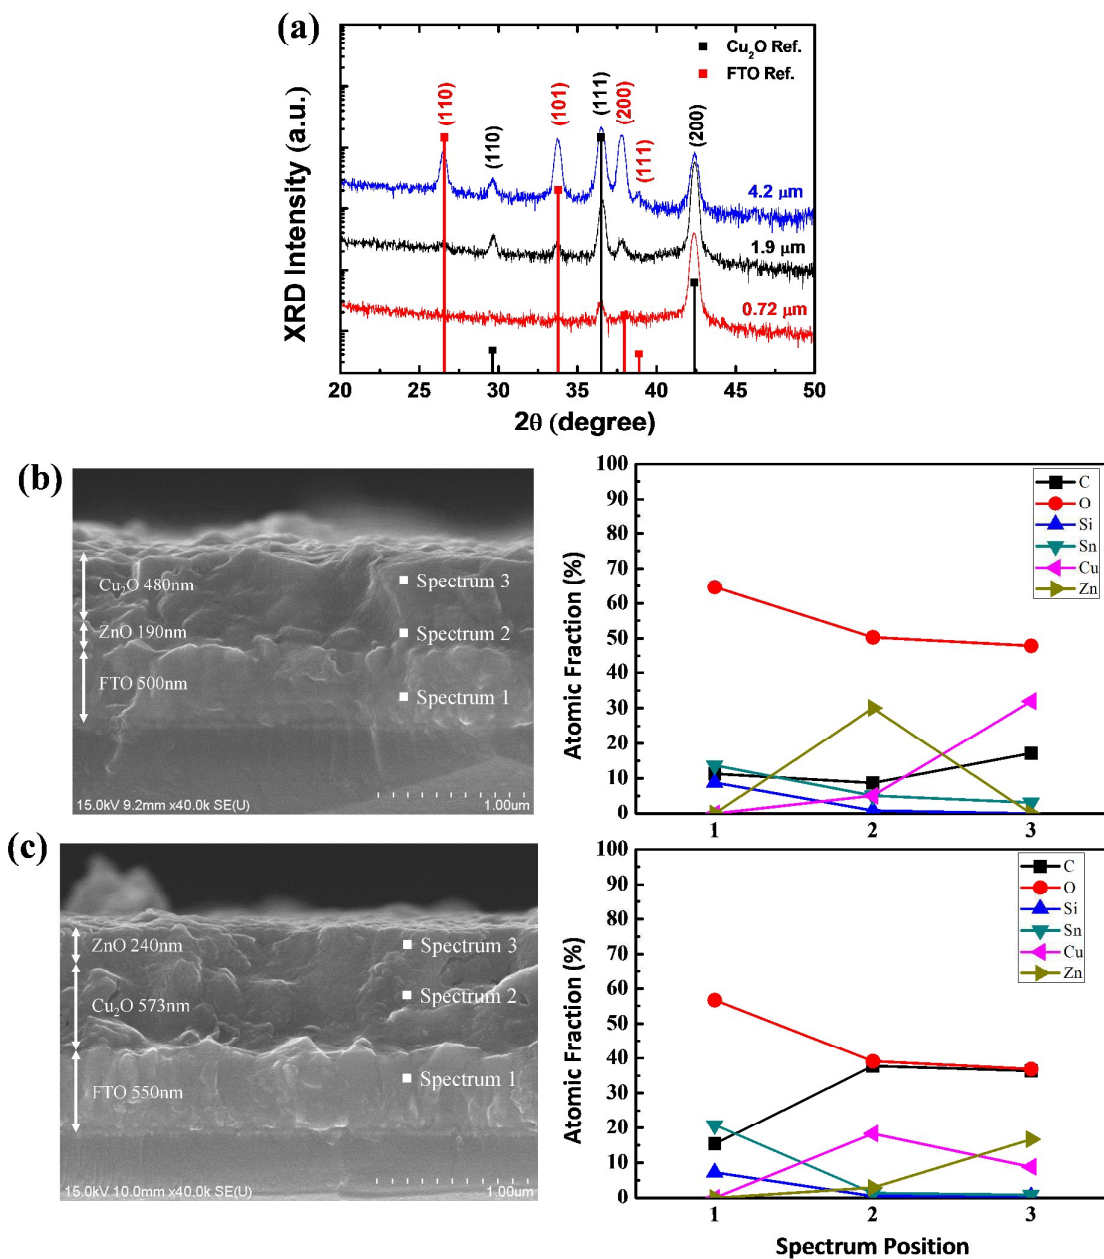 (a)
Cu₂O Ref.
FTO Ref.
(110)
(110)
(101)
(111)
(200)
(111)
(200)
4.2 μm
1.9 μm
0.72 μm
XRD Intensity (a.u.)
20 25 30 35 40 45 50
2θ (degree)
(b)
Cu₂O 480nm
ZnO 190nm
FTO 500nm
Spectrum 3
Spectrum 2
Spectrum 1
15.0kV 9.2mm x40.0k SE(U)
1.00um
Atomic Fraction (%)
100
90
80
70
60
50
40
30
20
10
0
1 2 3
C
O
Si
Sn
Cu
Zn
(c)
ZnO 240nm
Cu₂O 573nm
FTO 550nm
Spectrum 3
Spectrum 2
Spectrum 1
15.0kV 10.0mm x40.0k SE(U)
1.00um
Atomic Fraction (%)
100
90
80
70
60
50
40
30
20
10
0
1 2 3
C
O
Si
Sn
Cu
Zn
Spectrum Position